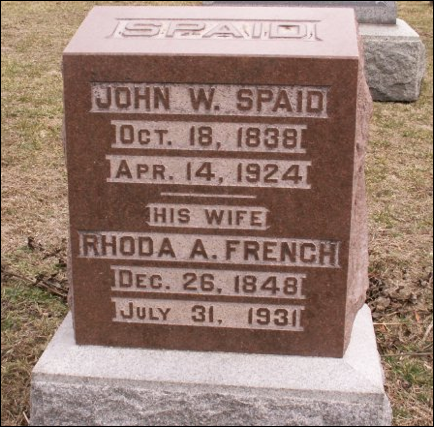 SPAID
JOHN W. SPAID
OCT. 18, 1838
APR. 14, 1924
HIS WIFE
RHODA A. FRENCH
DEC. 26, 1848
JULY 31, 1931